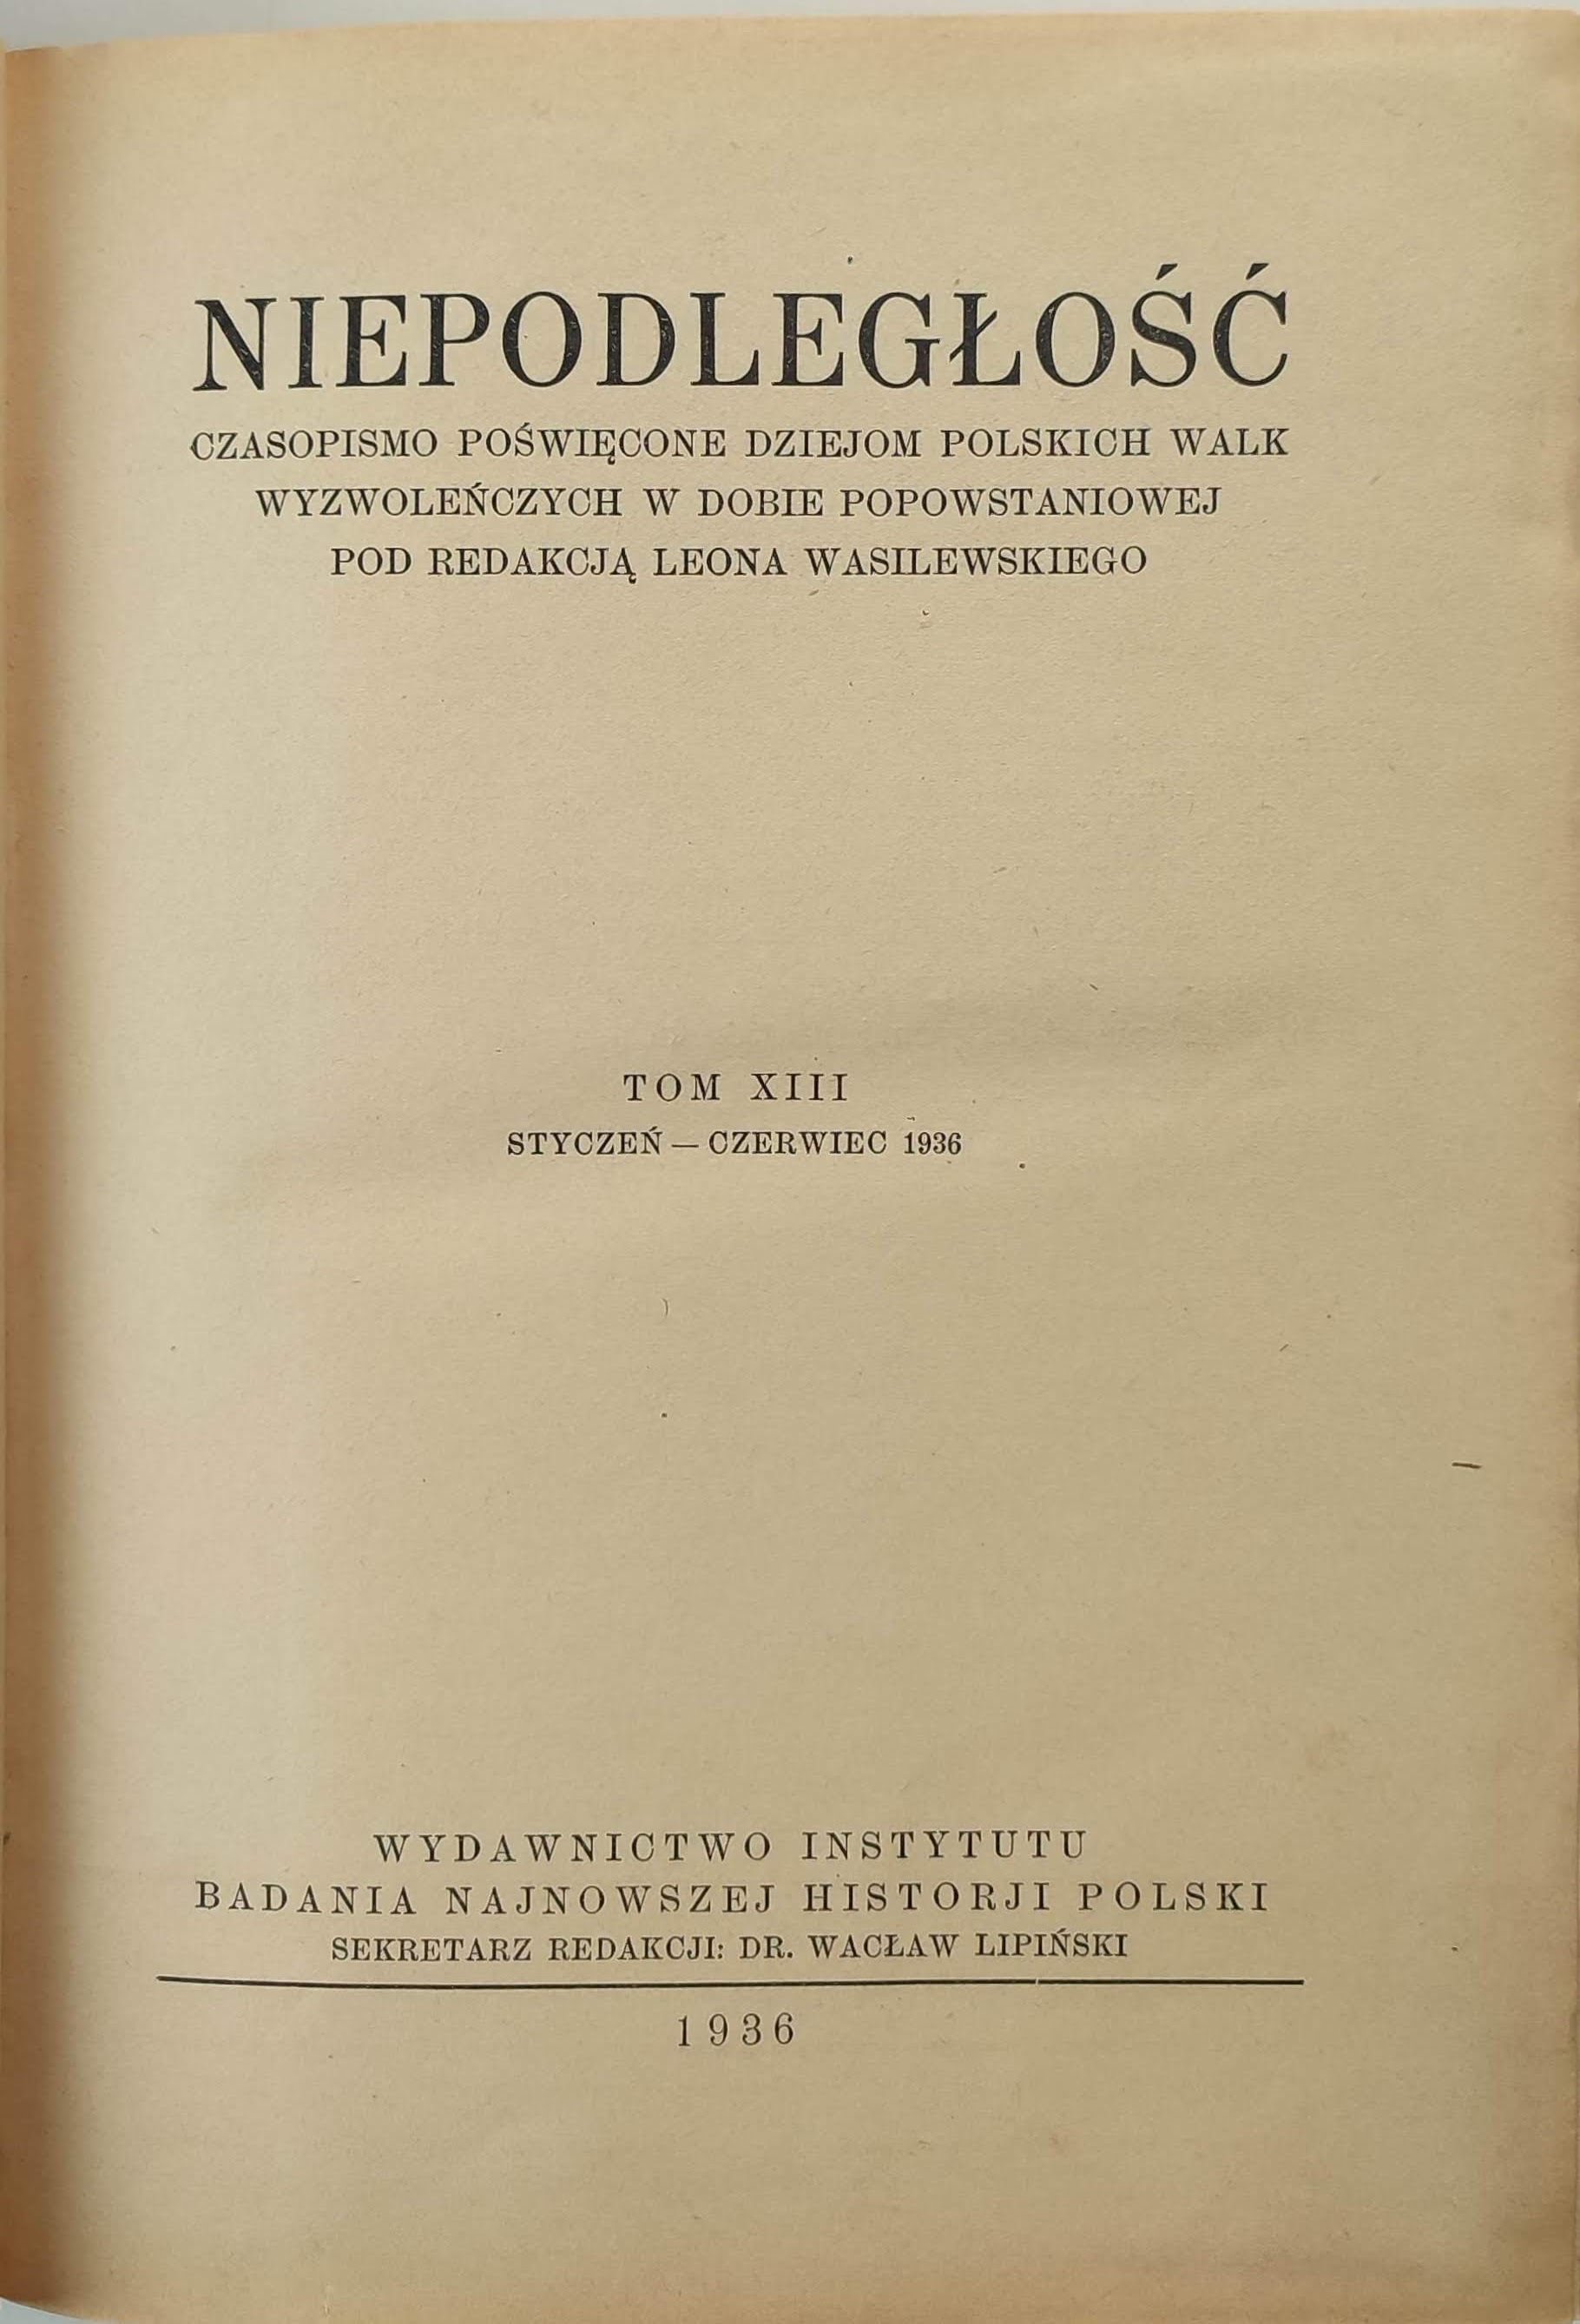 NIEPODLEGŁOŚĆ
CZASOPISMO POŚWIĘCONE DZIEJOM POLSKICH WALK
WYZWOLEŃCZYCH W DOBIE POPOWSTANIOWEJ
POD REDAKCJĄ LEONA WASILEWSKIEGO
TOM XIII
STYCZEŃ — CZERWIEC 1936
WYDAWNICTWO INSTYTUTU
BADANIA NAJNOWSZEJ HISTORJI POLSKI
SEKRETARZ REDAKCJI: DR. WACŁAW LIPIŃSKI
1936